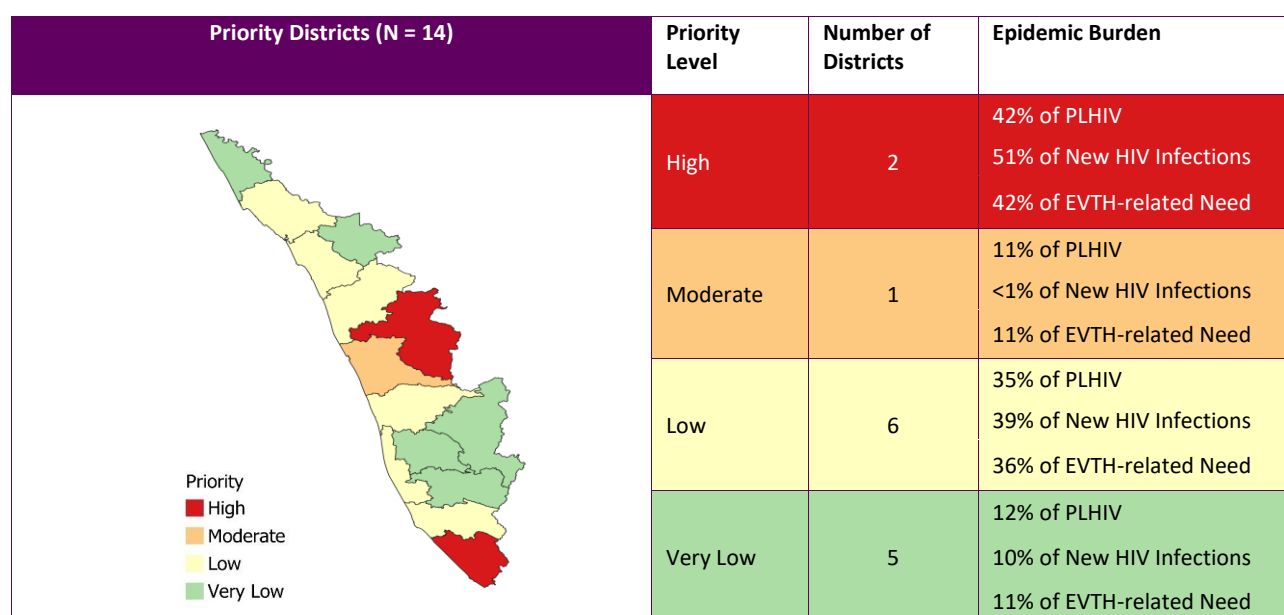 Priority Districts (N = 14)
Priority
Level
Number of
Districts
Epidemic Burden
High
2
42% of PLHIV
51% of New HIV Infections
42% of EVTH-related Need
Moderate
1
11% of PLHIV
<1% of New HIV Infections
11% of EVTH-related Need
Low
6
35% of PLHIV
39% of New HIV Infections
36% of EVTH-related Need
Very Low
5
12% of PLHIV
10% of New HIV Infections
11% of EVTH-related Need
Priority
High
Moderate
Low
Very Low